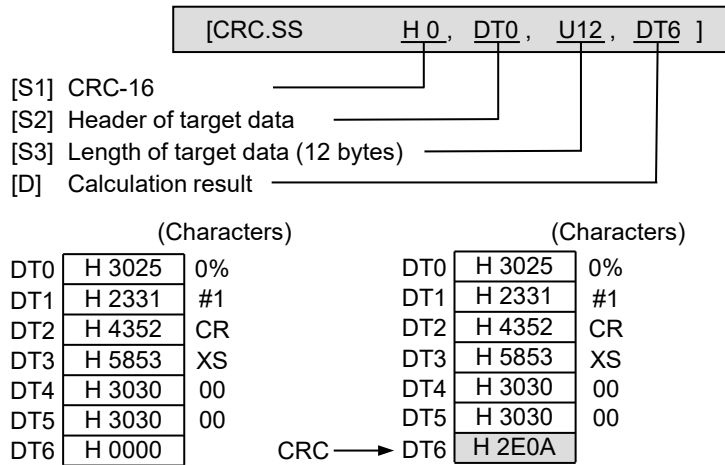 [CRC.SS H 0 , DT0 , U12 , DT6 ]
[S1] CRC-16
[S2] Header of target data
[S3] Length of target data (12 bytes)
[D] Calculation result
(Characters) (Characters)
DT0 H 3025 0% DT0 H 3025 0%
DT1 H 2331 #1 DT1 H 2331 #1
DT2 H 4352 CR DT2 H 4352 CR
DT3 H 5853 XS DT3 H 5853 XS
DT4 H 3030 00 DT4 H 3030 00
DT5 H 3030 00 DT5 H 3030 00
DT6 H 0000 CRC DT6 H 2E0A